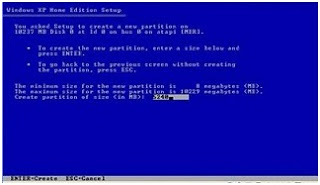 Windows XP Home Edition Setup
You asked Setup to create a new partition on
10237 MB Disk 0 at Id 0 on bus 0 on atapi [MBR].
• To create the new partition, enter a size below and
press ENTER.
• To go back to the previous screen without creating
the partition, press ESC.
The minimum size for the new partition is 8 megabytes (MB).
The maximum size for the new partition is 10229 megabytes (MB).
Create partition of size (in MB):
ENTER=Create ESC=Cancel